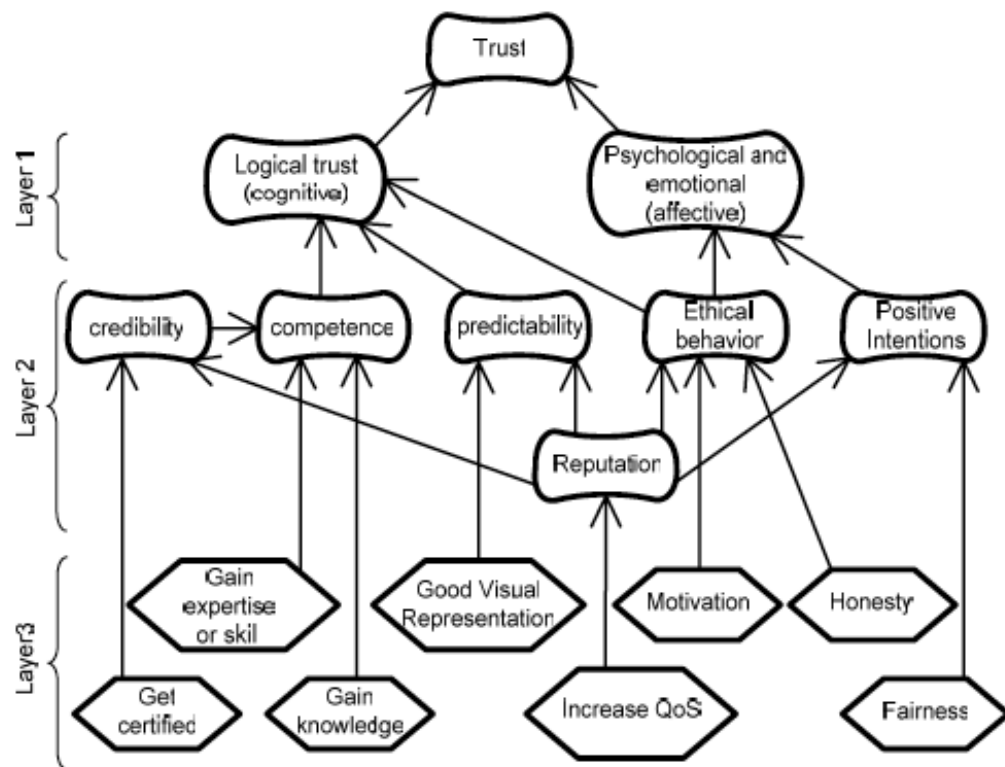 Trust
Layer 1
Logical trust
(cognitive)
Psychological and
emotional
(affective)
Layer 2
credibility
competence
predictability
Ethical
behavior
Positive
Intentions
Reputation
Layer3
Gain
expertise
or skil
Good Visual
Representation
Motivation
Honesty
Get
certified
Gain
knowledge
Increase QoS
Fairness